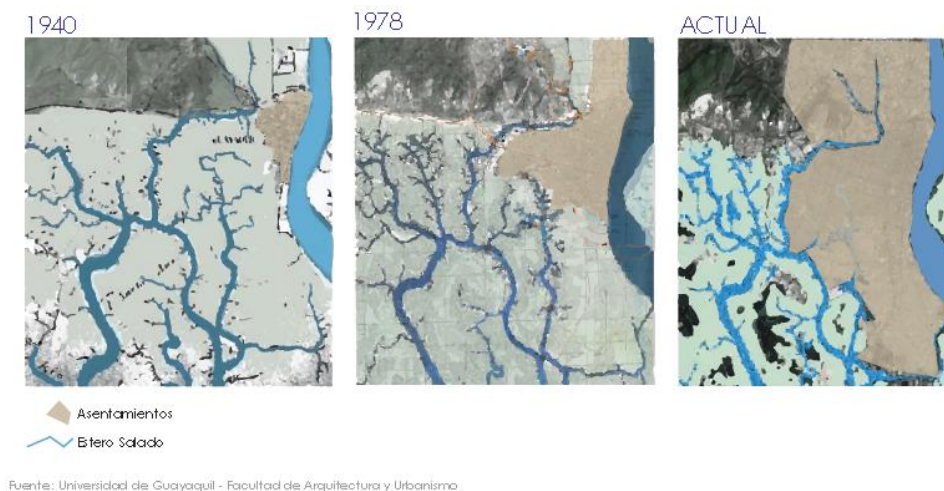 1940
1978
ACTUAL
Asentamientos
Estero Salado
Fuente: Universidad de Guayaquil - Facultad de Arquitectura y Urbanismo